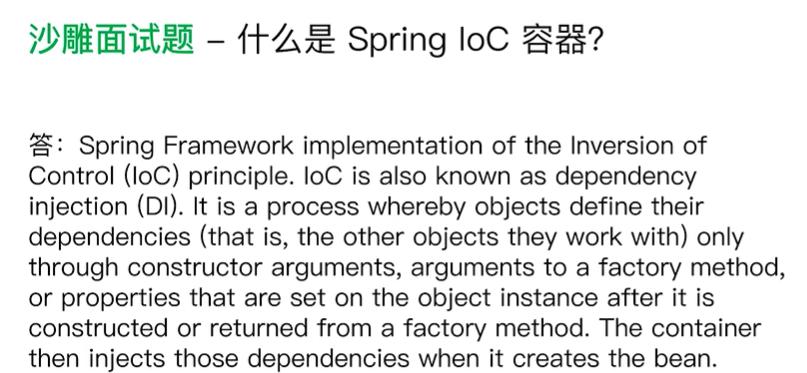 沙雕面试题 – 什么是 Spring IoC 容器?
答：Spring Framework implementation of the Inversion of
Control (IoC) principle. IoC is also known as dependency
injection (DI). It is a process whereby objects define their
dependencies (that is, the other objects they work with) only
through constructor arguments, arguments to a factory method,
or properties that are set on the object instance after it is
constructed or returned from a factory method. The container
then injects those dependencies when it creates the bean.